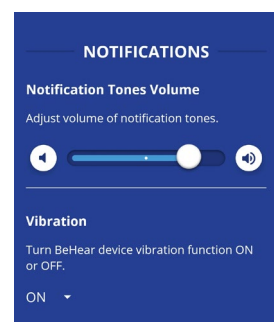 NOTIFICATIONS
Notification Tones Volume
Adjust volume of notification tones.
Vibration
Turn BeHear device vibration function ON
or OFF.
ON